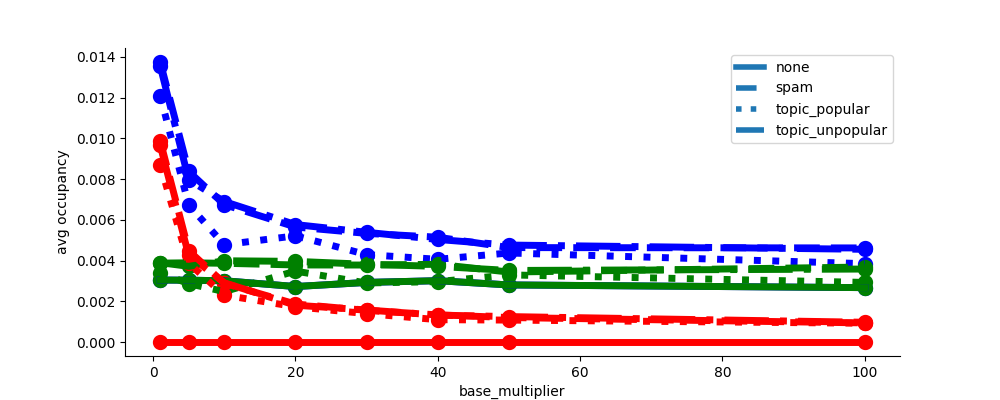 0.014
0.012
0.010
0.008
0.006
0.004
0.002
0.000
avg occupancy
0
20
40
60
80
100
base_multiplier
none
spam
topic_popular
topic_unpopular